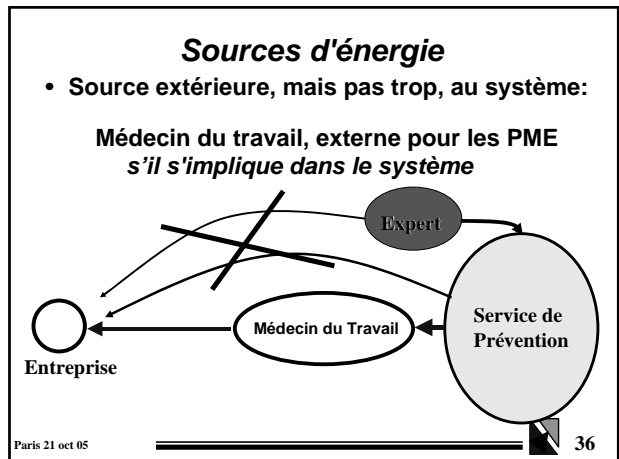 Sources d'énergie
• Source extérieure, mais pas trop, au système:
Médecin du travail, externe pour les PME
s'il s'implique dans le système
Expert
Service de
Prévention
Médecin du Travail
Entreprise
Paris 21 oct 05
36